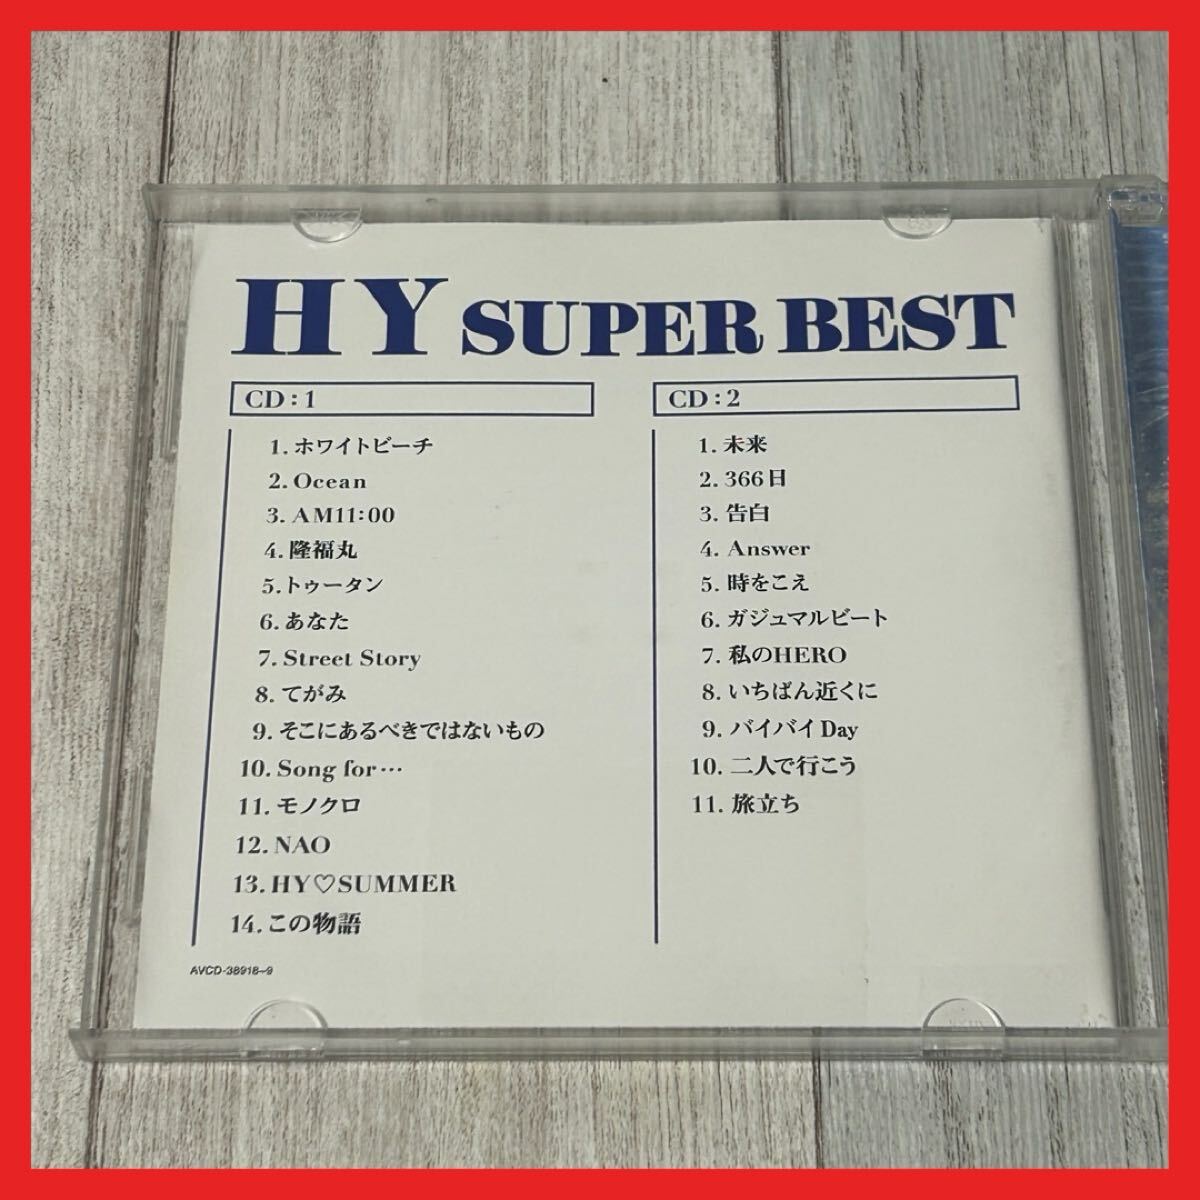 HY SUPER BEST
CD:1
1.ホワイトビーチ
2.Ocean
3.AM11:00
4.隆福丸
5.トゥータン
6.あなた
7.Street Story
8.てがみ
9.そこにあるべきではないもの
10.Song for…
11.モノクロ
12.NAO
13.HY♡SUMMER
14.この物語
AVCD-38918~9
CD:2
1.未来
2.366日
3.告白
4.Answer
5.時をこえ
6.ガジュマルビート
7.私のHERO
8.いちばん近くに
9.バイバイDay
10.二人で行こう
11.旅立ち